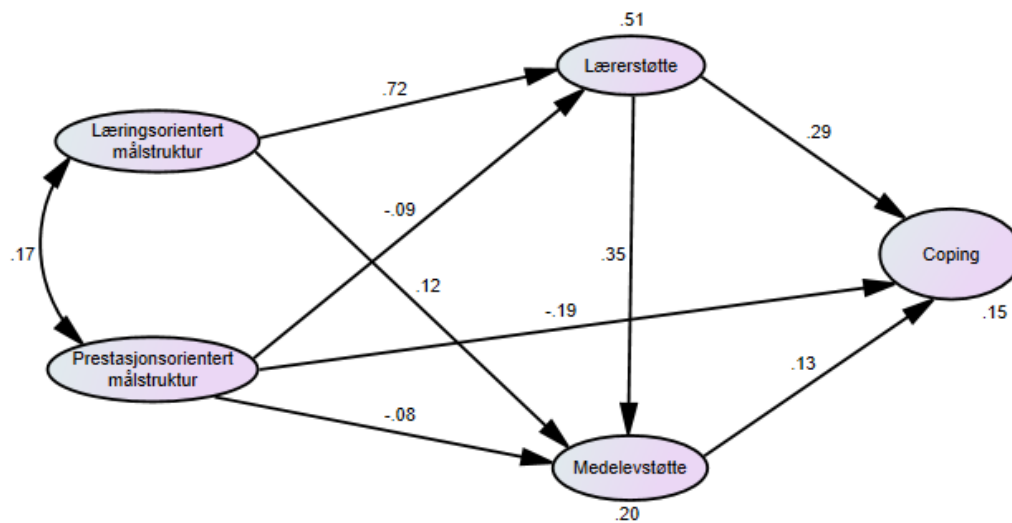 .51
Lærerstøtte
.72
Læringsorientert
målstruktur
.29
-.09
.17
.12
.35
Coping
-.19
.15
Prestasjonsorientert
målstruktur
.13
-.08
Medelevstøtte
.20